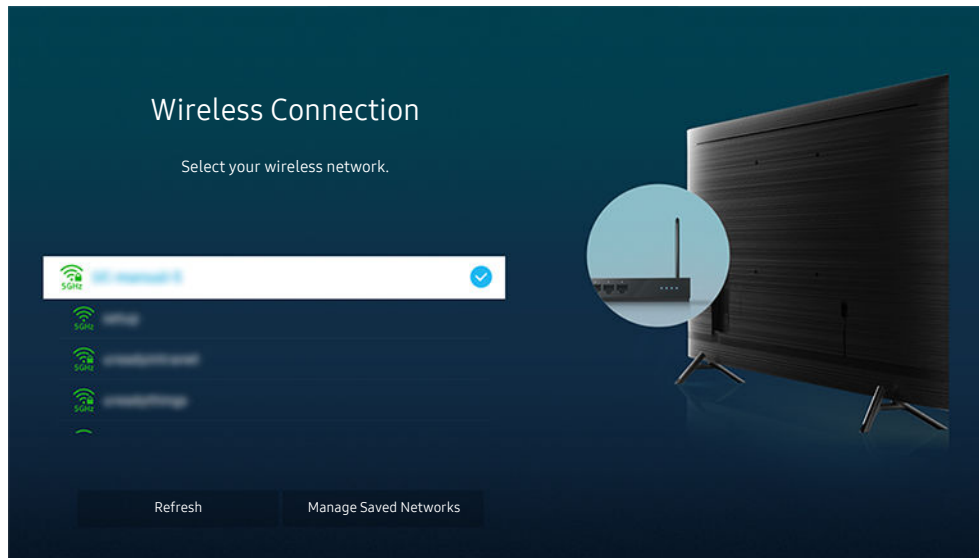 Wireless Connection
Select your wireless network.
5GHz
5GHz
5GHz
5GHz
Refresh
Manage Saved Networks